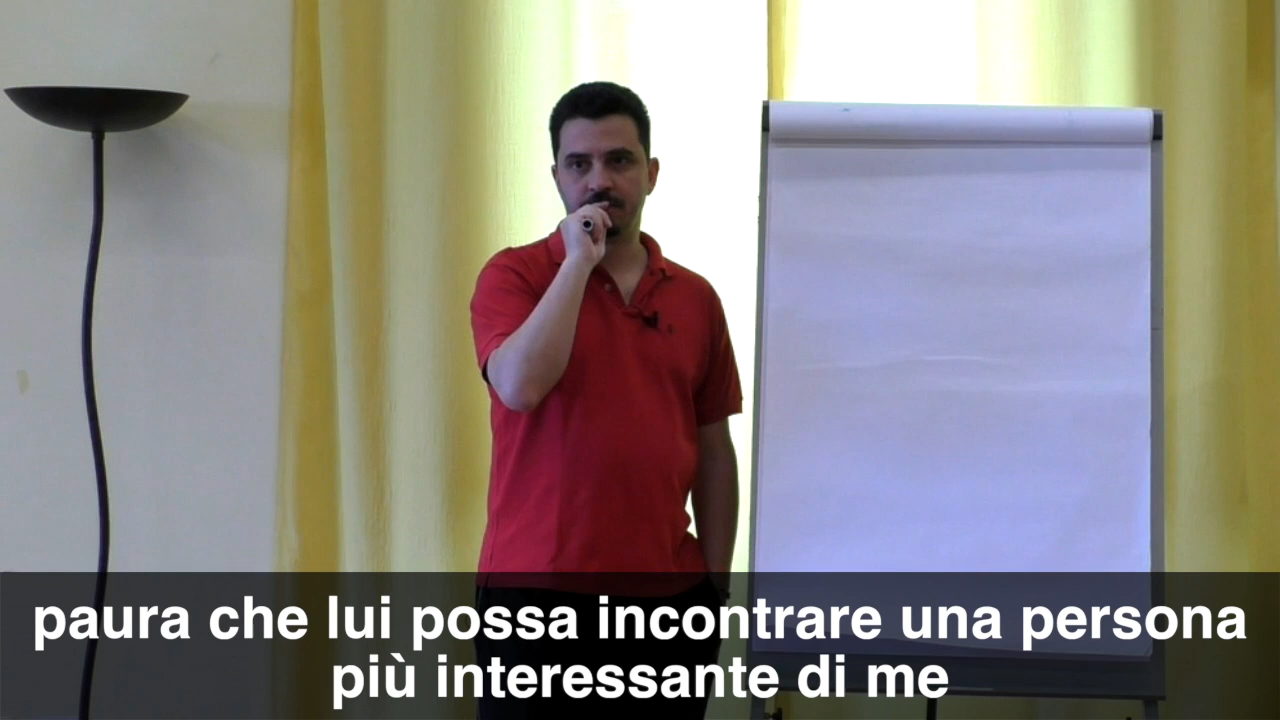 paura che lui possa incontrare una persona
più interessante di me